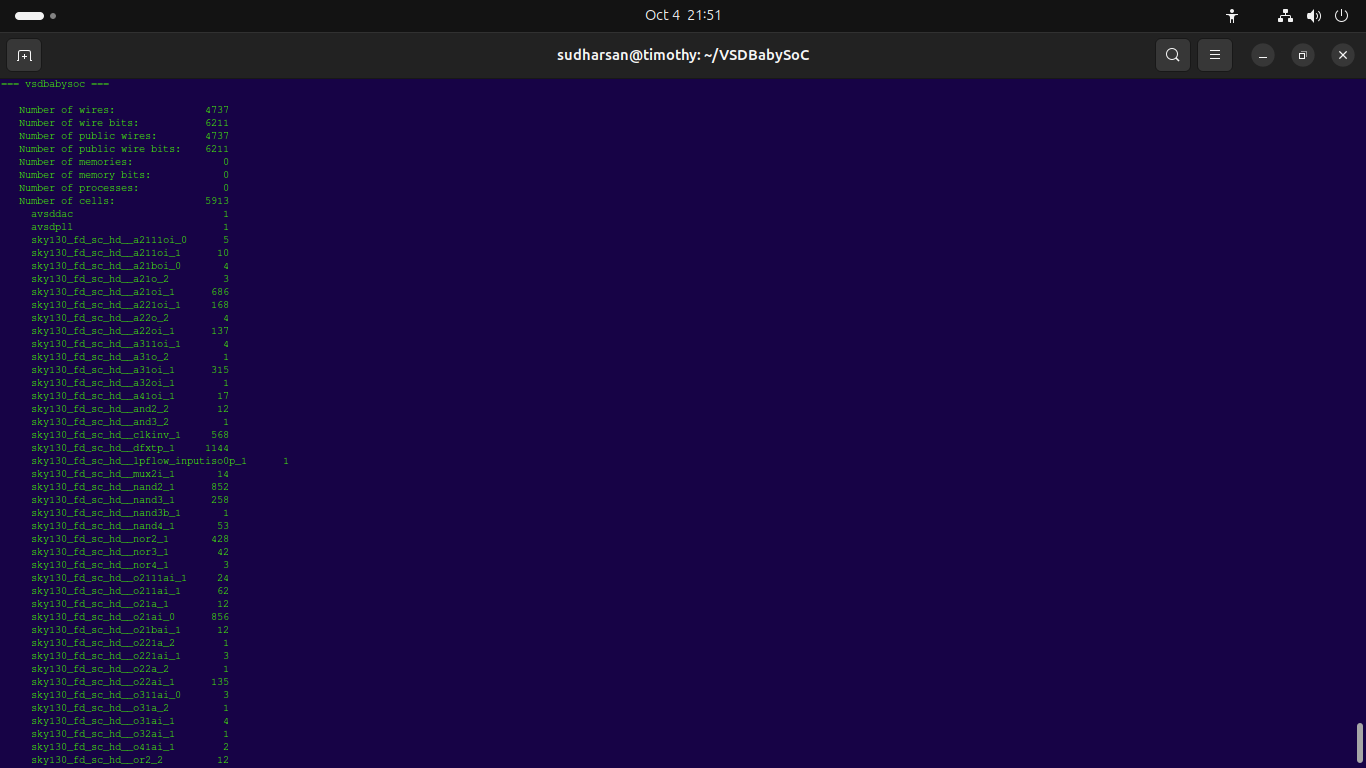 Oct 4 21:51
sudharsan@timothy: ~/VSDBabySoC
=== vsdbabysoc ===
Number of wires: 4737
Number of wire bits: 6211
Number of public wires: 4737
Number of public wire bits: 6211
Number of memories: 0
Number of memory bits: 0
Number of processes: 0
Number of cells: 5913
avsddac 1
avsdpll 1
sky130_fd_sc_hd__a2111oi_0 5
sky130_fd_sc_hd__a211oi_1 10
sky130_fd_sc_hd__a21boi_0 4
sky130_fd_sc_hd__a21o_2 3
sky130_fd_sc_hd__a21oi_1 686
sky130_fd_sc_hd__a221oi_1 168
sky130_fd_sc_hd__a22o_2 4
sky130_fd_sc_hd__a22oi_1 137
sky130_fd_sc_hd__a311oi_1 4
sky130_fd_sc_hd__a31o_2 1
sky130_fd_sc_hd__a31oi_1 315
sky130_fd_sc_hd__a32oi_1 1
sky130_fd_sc_hd__a41oi_1 17
sky130_fd_sc_hd__and2_2 12
sky130_fd_sc_hd__and3_2 1
sky130_fd_sc_hd__clkinv_1 568
sky130_fd_sc_hd__dfxtp_1 1144
sky130_fd_sc_hd__lpflow_inputiso0p_1 1
sky130_fd_sc_hd__mux2i_1 14
sky130_fd_sc_hd__nand2_1 852
sky130_fd_sc_hd__nand3_1 258
sky130_fd_sc_hd__nand3b_1 1
sky130_fd_sc_hd__nand4_1 53
sky130_fd_sc_hd__nor2_1 428
sky130_fd_sc_hd__nor3_1 42
sky130_fd_sc_hd__nor4_1 3
sky130_fd_sc_hd__o2111ai_1 24
sky130_fd_sc_hd__o211ai_1 62
sky130_fd_sc_hd__o21a_1 12
sky130_fd_sc_hd__o21ai_0 856
sky130_fd_sc_hd__o21bai_1 12
sky130_fd_sc_hd__o221a_2 1
sky130_fd_sc_hd__o221ai_1 3
sky130_fd_sc_hd__o22a_2 1
sky130_fd_sc_hd__o22ai_1 135
sky130_fd_sc_hd__o311ai_0 3
sky130_fd_sc_hd__o31a_2 1
sky130_fd_sc_hd__o31ai_1 4
sky130_fd_sc_hd__o32ai_1 1
sky130_fd_sc_hd__o41ai_1 2
sky130_fd_sc_hd__or2_2 12